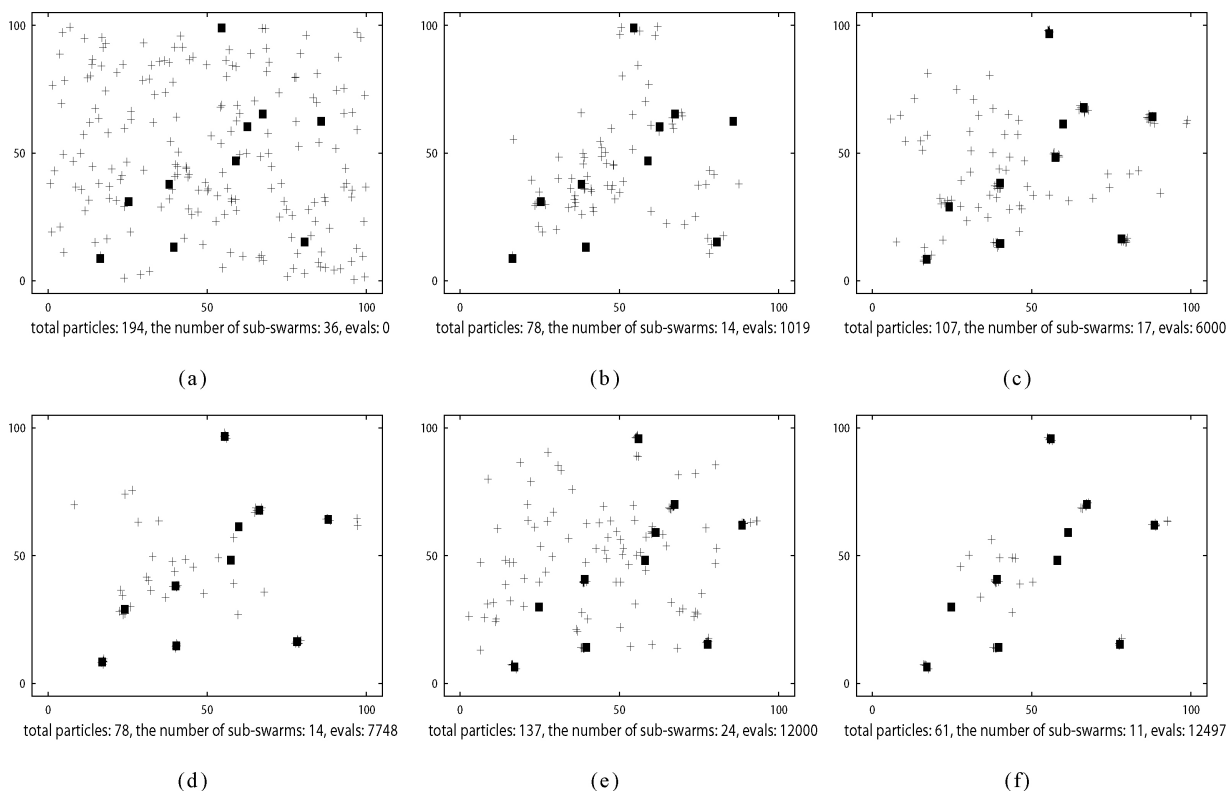 100
50
0
0 50 100
total particles: 194, the number of sub-swarms: 36, evals: 0
(a)
100
50
0
0 50 100
total particles: 78, the number of sub-swarms: 14, evals: 1019
(b)
100
50
0
0 50 100
total particles: 107, the number of sub-swarms: 17, evals: 6000
(c)
100
50
0
0 50 100
total particles: 78, the number of sub-swarms: 14, evals: 7748
(d)
100
50
0
0 50 100
total particles: 137, the number of sub-swarms: 24, evals: 12000
(e)
100
50
0
0 50 100
total particles: 61, the number of sub-swarms: 11, evals: 12497
(f)